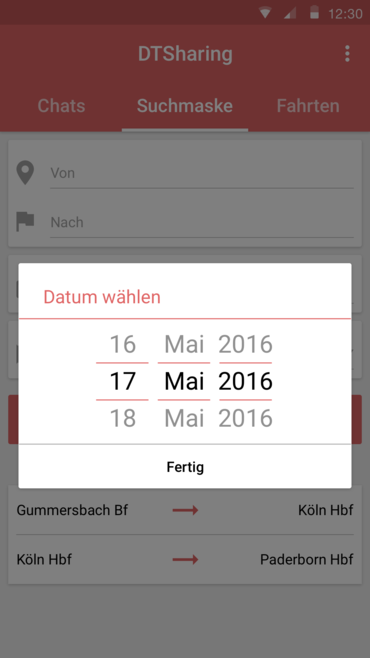 12:30
DTSharing
Chats Suchmaske Fahrten
Von
Nach
Datum wählen
16 Mai 2016
17 Mai 2016
18 Mai 2016
Fertig
Gummersbach Bf Köln Hbf
Köln Hbf Paderborn Hbf